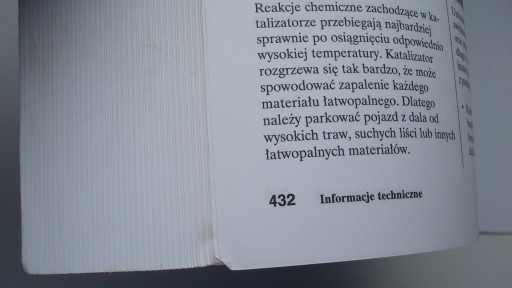 Reakcje chemiczne zachodzące w ka-
talizatorze przebiegają najbardziej
sprawnie po osiągnięciu odpowiednio
wysokiej temperatury. Katalizator
rozgrzewa się tak bardzo, że może
spowodować zapalenie każdego
materiału łatwopalnego. Dlatego
należy parkować pojazd z dala od
wysokich traw, suchych liści lub innych
łatwopalnych materiałów.
432 Informacje techniczne